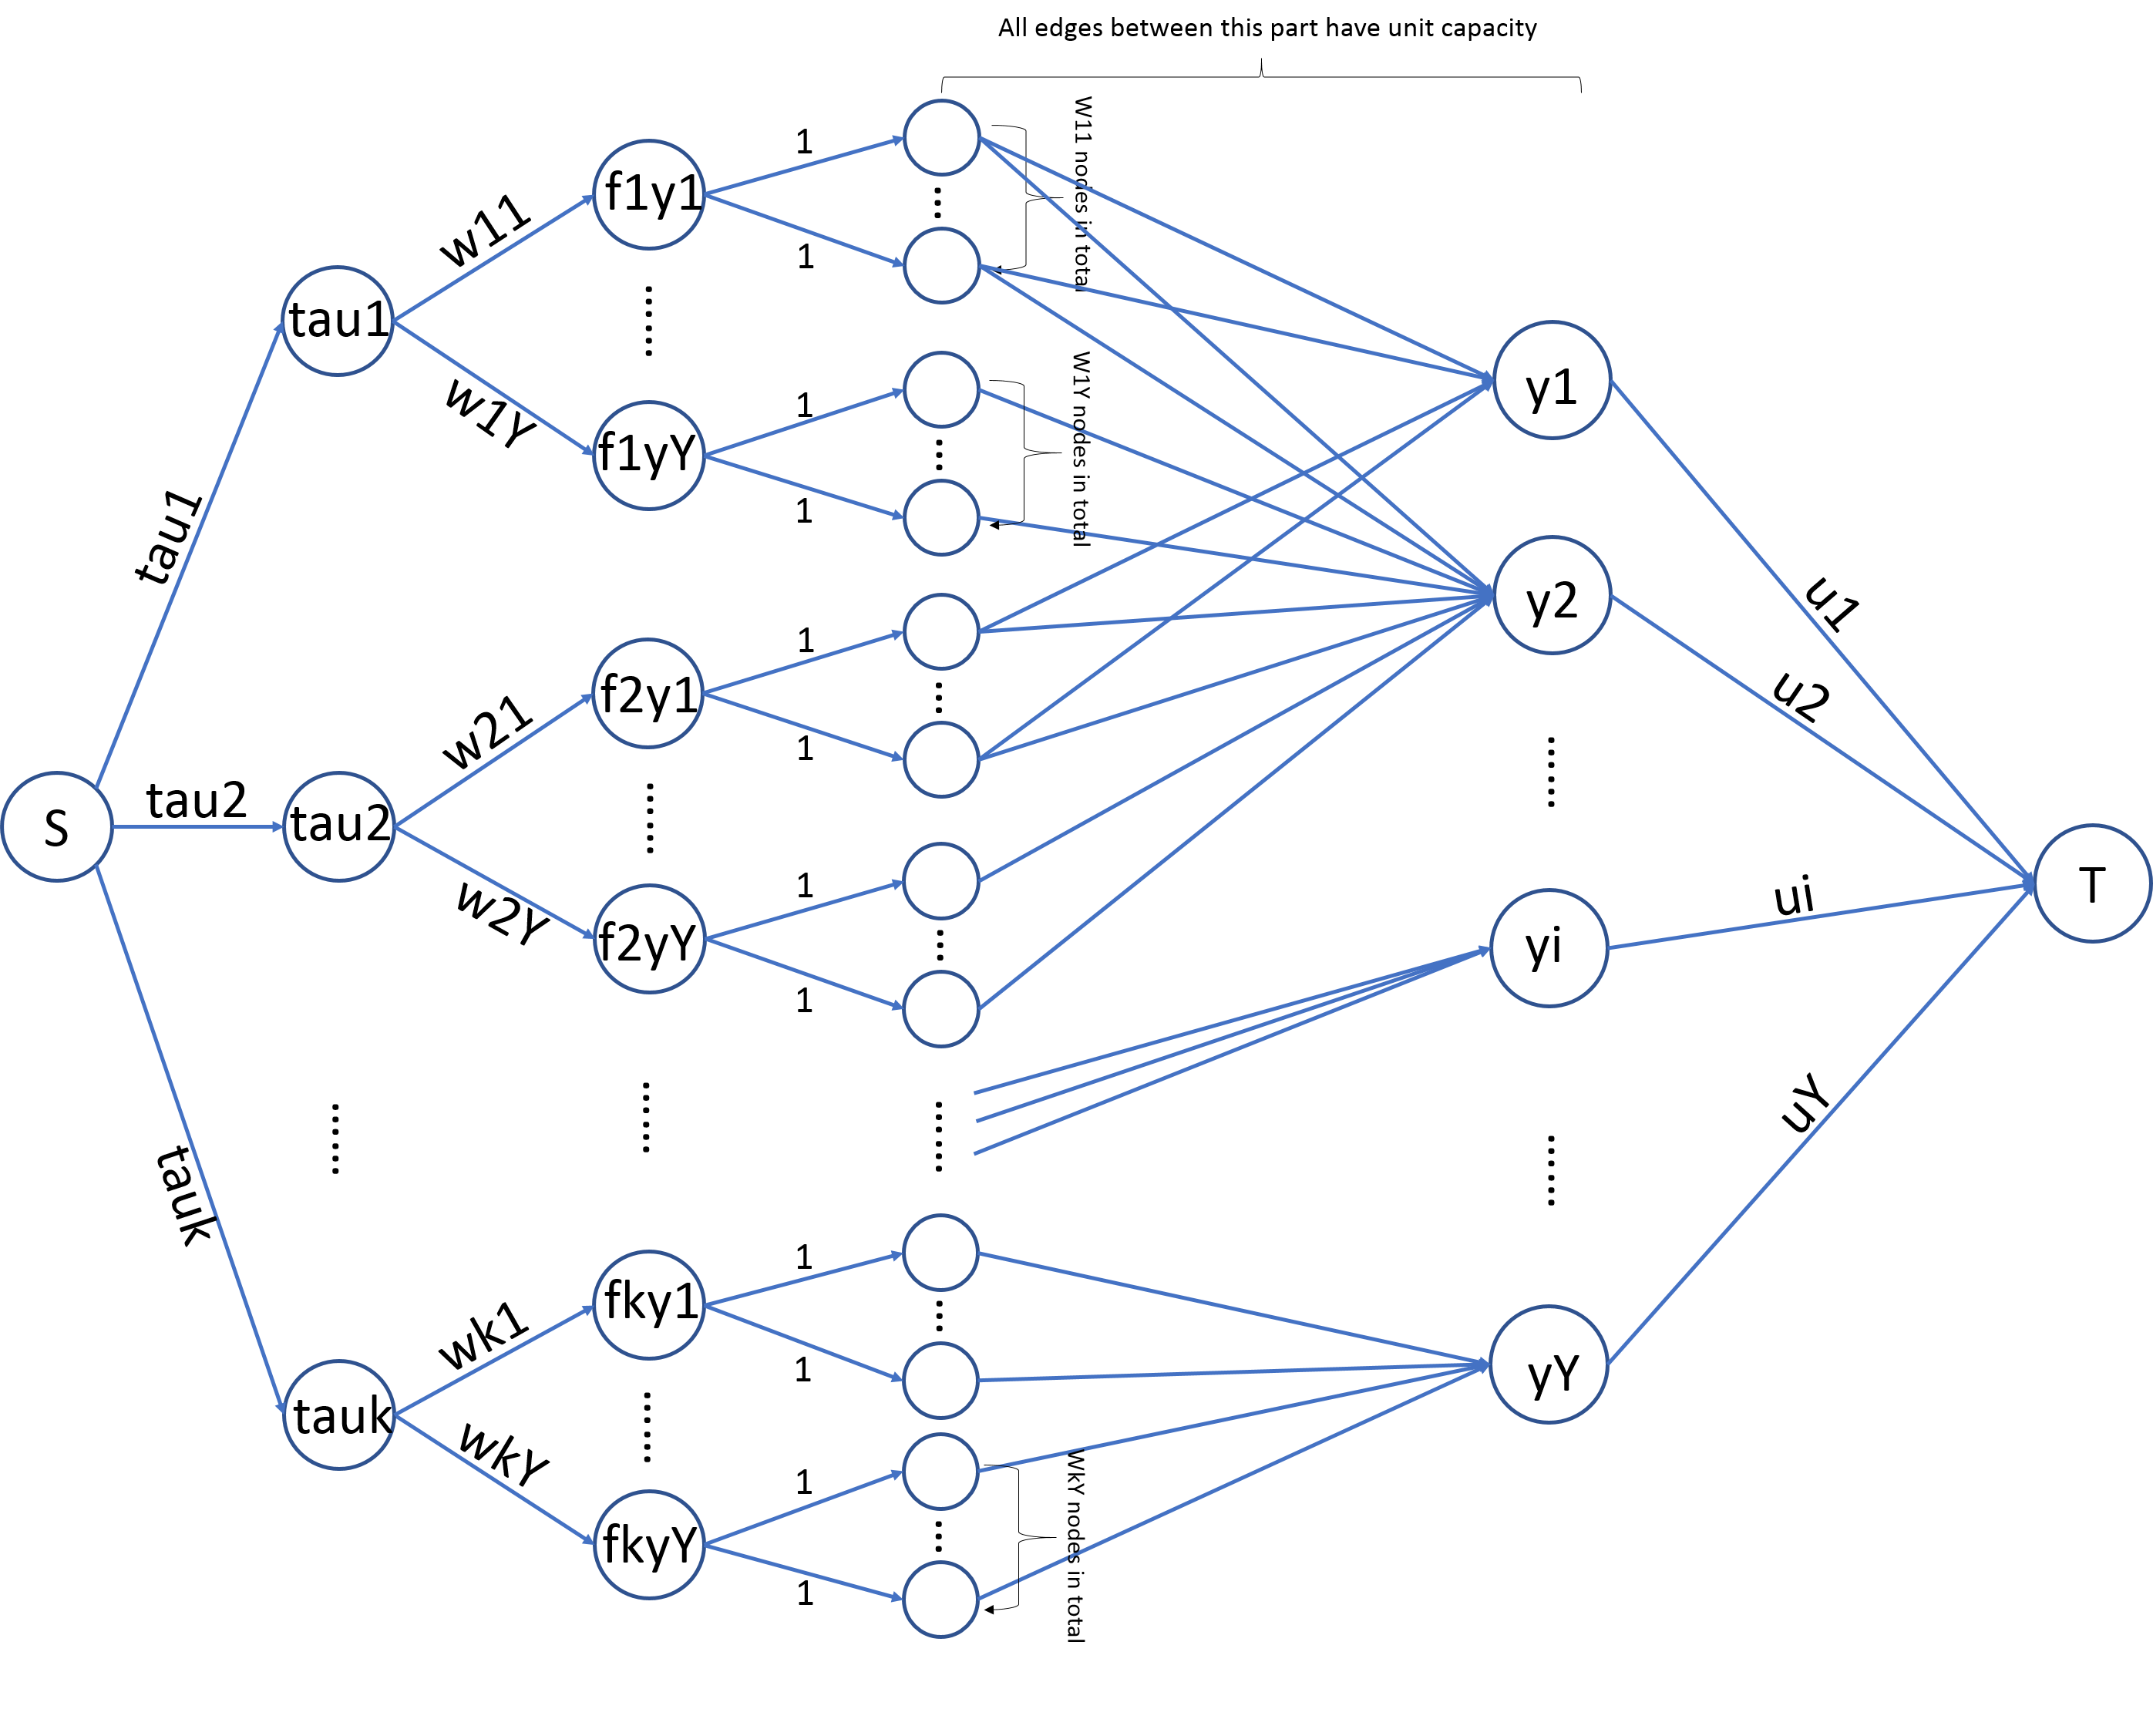 All edges between this part have unit capacity
W11 nodes in total
1
f1y1
w11
1
tau1
W1Y nodes in total
y1
w1Y
1
f1yY
tau1
1
y2
u1
1
f2y1
w21
u2
1
S
tau2
tau2
T
1
w2Y
f2yY
ui
yi
1
uY
tauk
1
fky1
wk1
1
yY
tauk
wkY
1
WkY nodes in total
fkyY
1